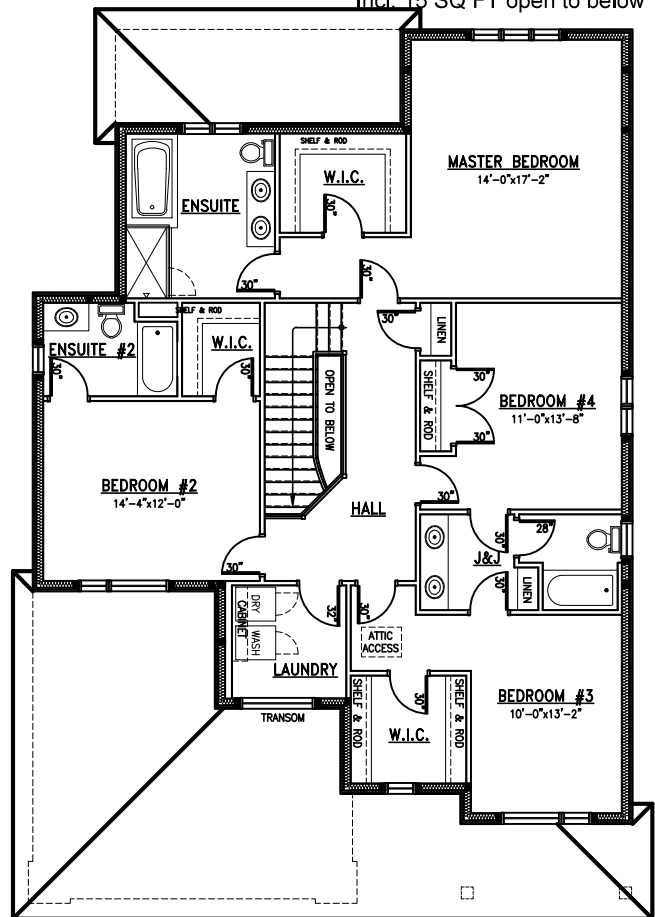 Incl. 15 SQ FT open to below
SHELF & ROD
W.I.C.
30"
MASTER BEDROOM
14'-0"x17'-2"
ENSUITE
30"
30"
SHELF & ROD
ENSUITE #2
30"
W.I.C.
30"
30"
LINEN
OPEN TO BELOW
SHELF & ROD
30"
30"
BEDROOM #4
11'-0"x13'-8"
BEDROOM #2
14'-4"x12'-0"
30"
HALL
30"
30"
J&J
30"
28"
LINEN
DRY
CABINET
WASH
32"
LAUNDRY
TRANSOM
30"
ATTIC
ACCESS
SHELF & ROD
30"
W.I.C.
SHELF & ROD
BEDROOM #3
10'-0"x13'-2"